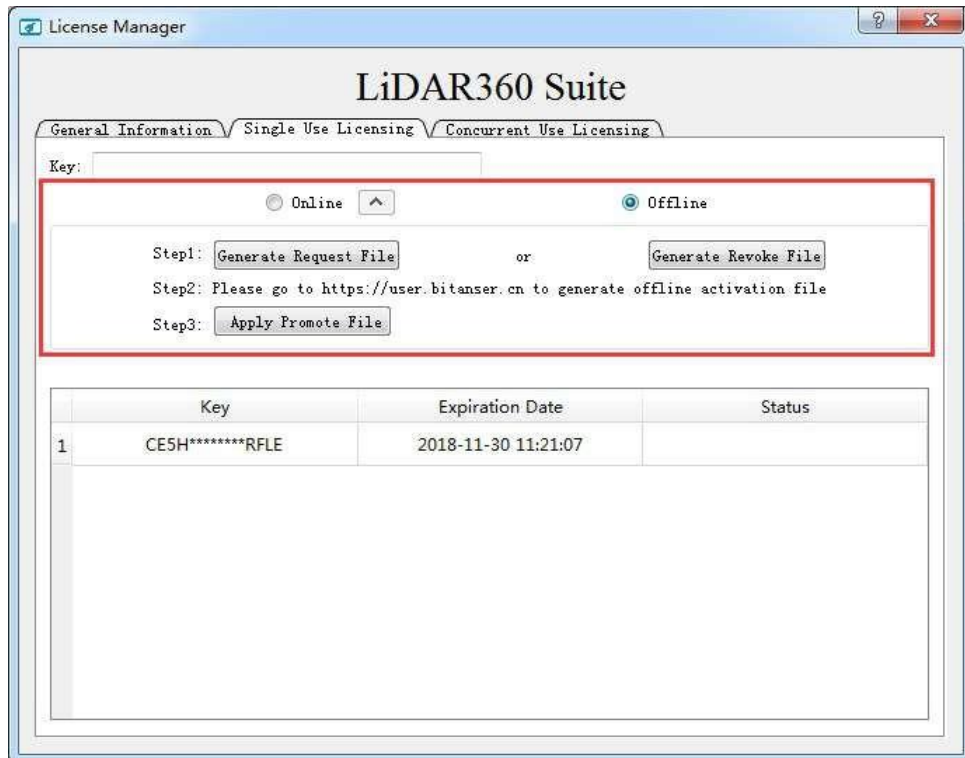 License Manager
LiDAR360 Suite
General Information Single Use Licensing Concurrent Use Licensing
Key:
Online Offline
Step1: Generate Request File or Generate Revoke File
Step2: Please go to https://user.bitanser.cn to generate offline activation file
Step3: Apply Promote File
Key Expiration Date Status
1 CE5H********RFLE 2018-11-30 11:21:07